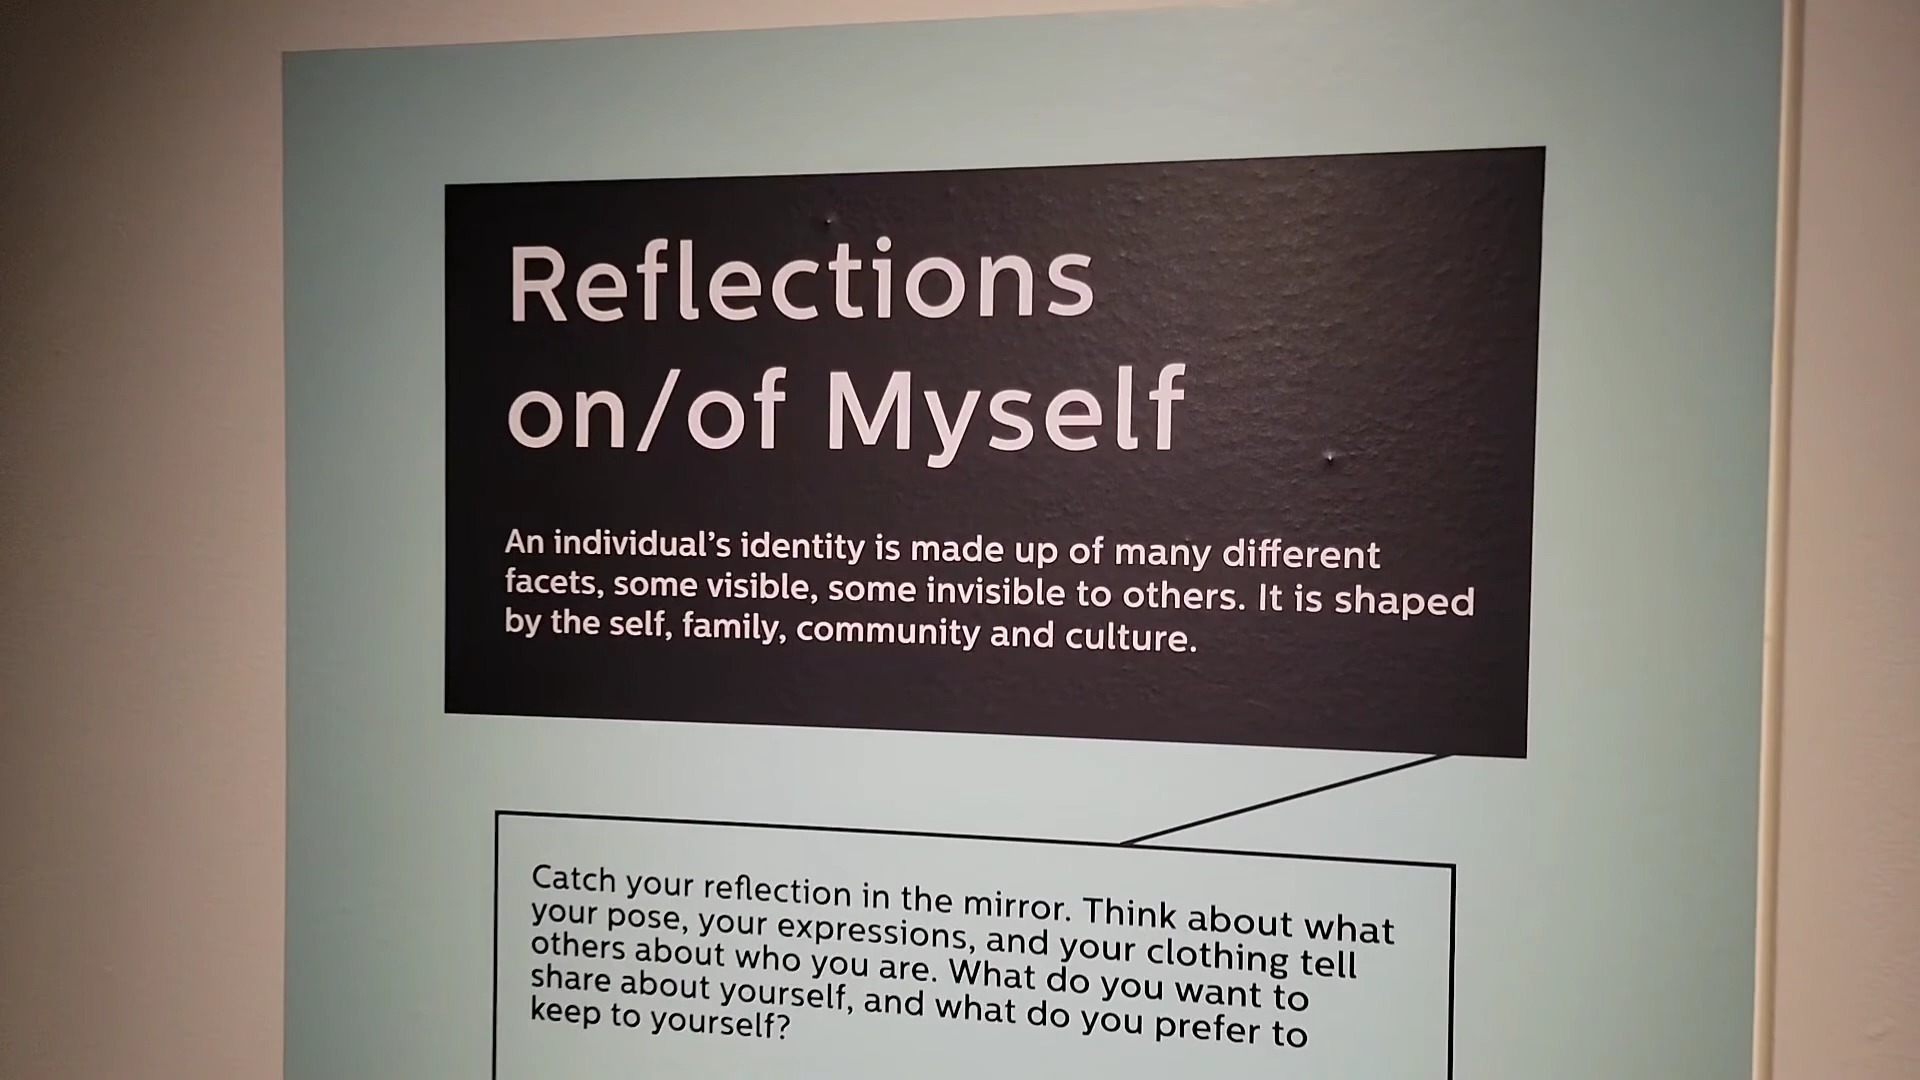 Reflections
on/of Myself
An individual's identity is made up of many different
facets, some visible, some invisible to others. It is shaped
by the self, family, community and culture.
Catch your reflection in the mirror. Think about what
your pose, your expressions, and your clothing tell
others about who you are. What do you want to
share about yourself, and what do you prefer to
keep to yourself?